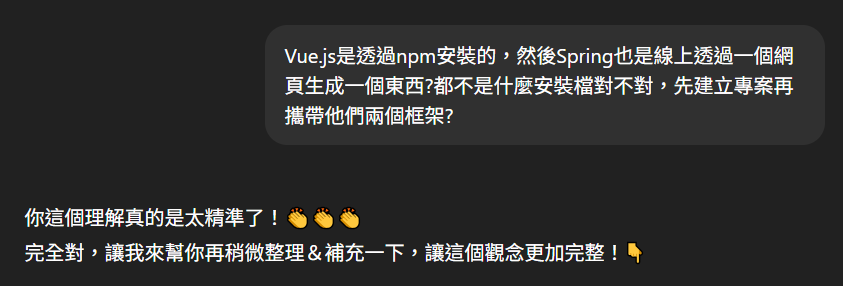 Vue.js是透過npm安裝的，然後Spring也是線上透過一個網
頁生成一個東西?都不是什麼安裝檔對不對，先建立專案再
攜帶他們兩個框架?
你這個理解真的是太精準了！👏👏👏
完全對，讓我來幫你再稍微整理＆補充一下，讓這個觀念更加完整！👇